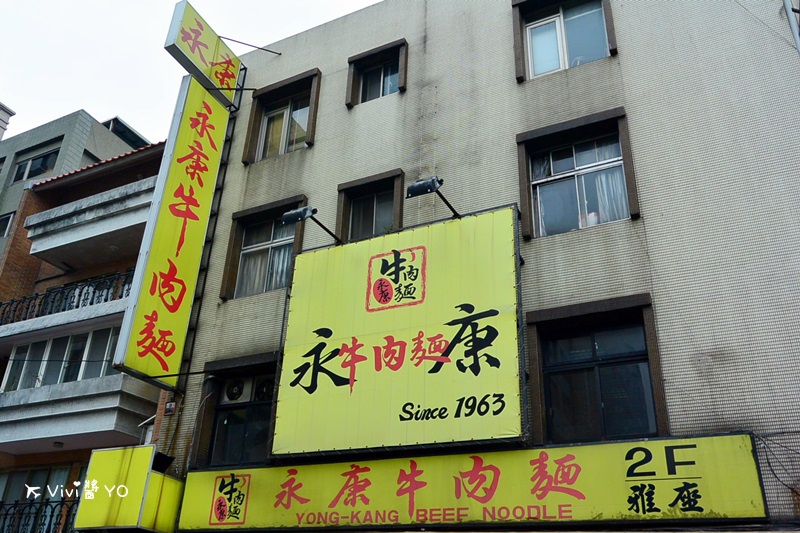 永康
永康牛肉麵
牛肉麵
永康
永牛肉麵康
Since 1963
牛肉麵
永康
永康牛肉麵
YONG-KANG BEEF NOODLE
2F
雅座
Vivi醬YO